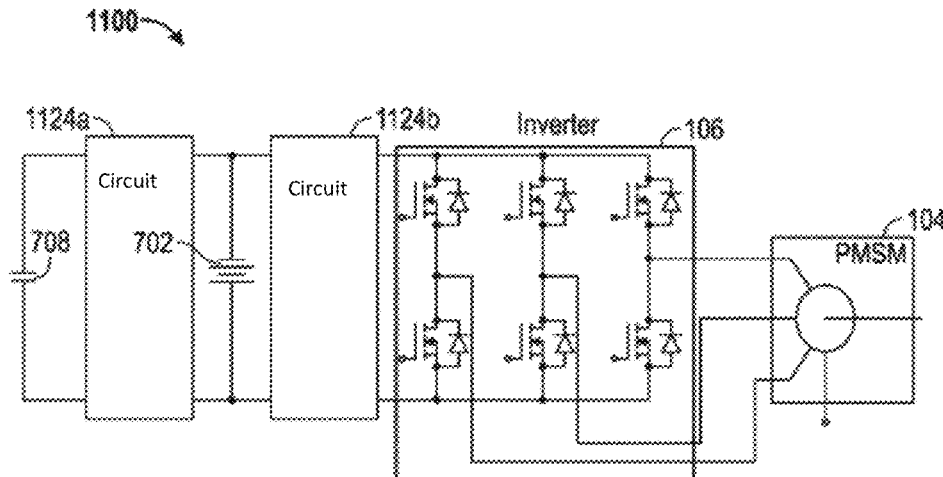 1100
1124a
1124b
Inverter
106
Circuit
Circuit
104
PMSM
708
702